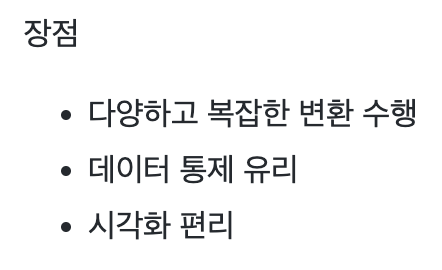 장점
• 다양하고 복잡한 변환 수행
• 데이터 통제 유리
• 시각화 편리